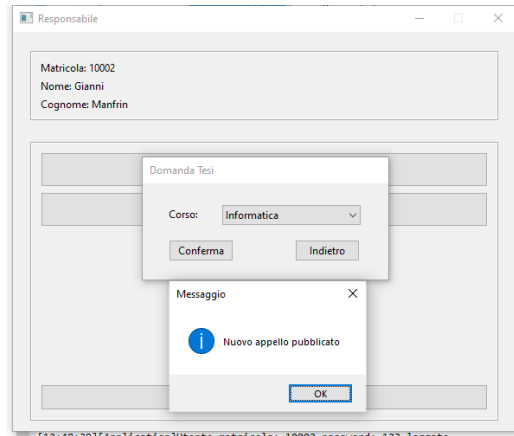 Responsabile
Matricola: 10002
Nome: Gianni
Cognome: Manfrin
Domanda Tesi
Corso: Informatica
Conferma Indietro
Messaggio
Nuovo appello pubblicato
OK